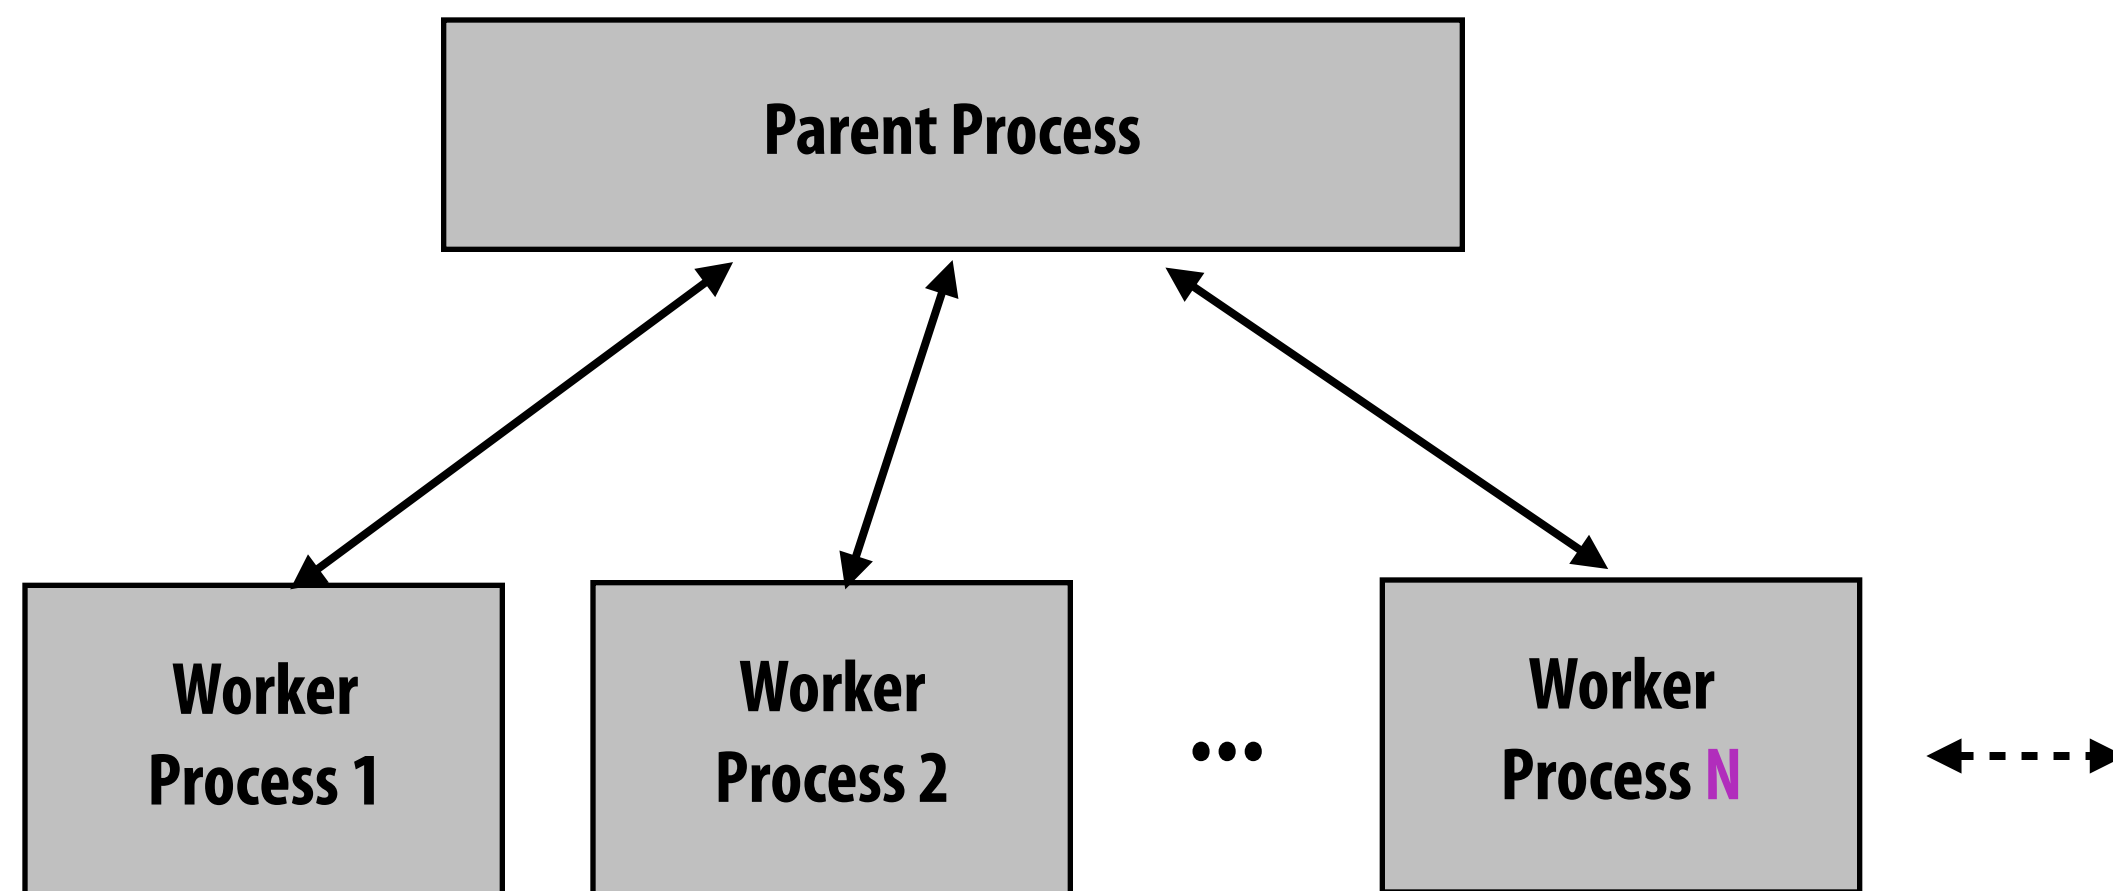 Parent Process
Worker
Process 1
Worker
Process 2
•••
Worker
Process N